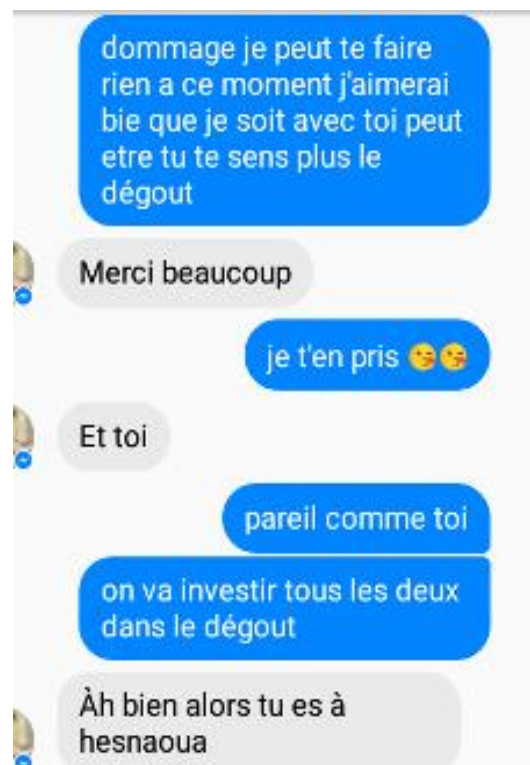 dommage je peut te faire
rien a ce moment j'aimerai
bie que je soit avec toi peut
etre tu te sens plus le
dégout
Merci beaucoup
je t'en pris 😘😘
Et toi
pareil comme toi
on va investir tous les deux
dans le dégout
Àh bien alors tu es à
hesnaoua